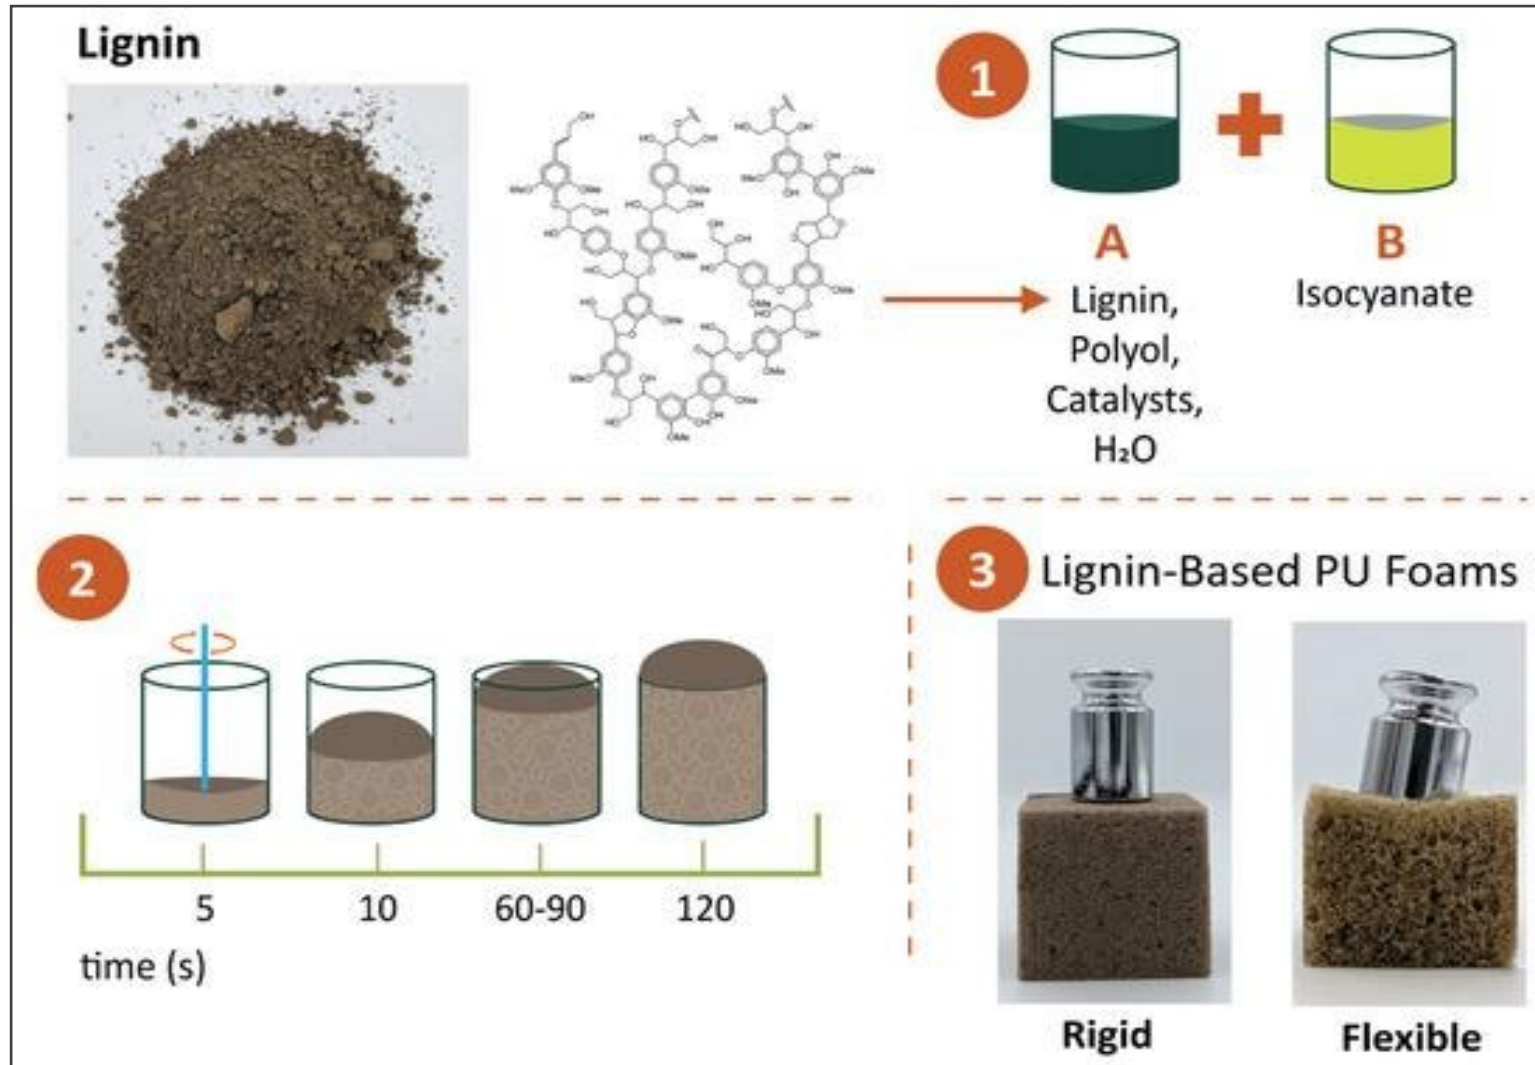 Lignin
1
A
B
Lignin,
Polyol,
Catalysts,
H₂O
Isocyanate
2
5
10
60-90
120
time (s)
3
Lignin-Based PU Foams
Rigid
Flexible